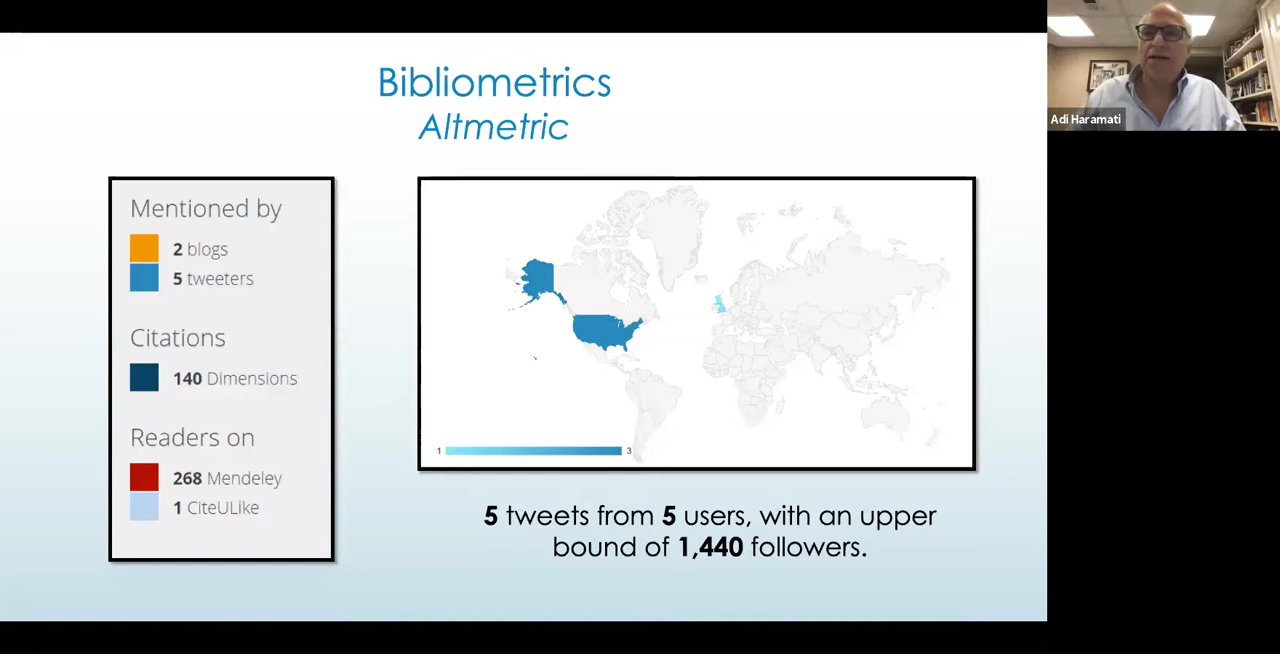 Bibliometrics
Altmetric
Adi Haramati
Mentioned by
2 blogs
5 tweeters
Citations
140 Dimensions
Readers on
268 Mendeley
1 CiteULike
1
3
5 tweets from 5 users, with an upper
bound of 1,440 followers.